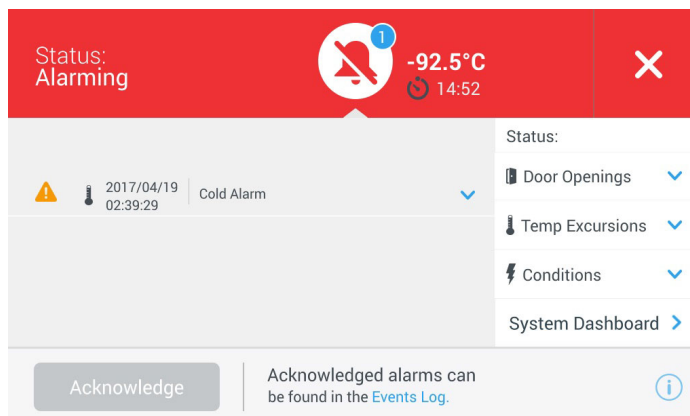 Status:
Alarming
1
-92.5°C
14:52
2017/04/19
02:39:29
Cold Alarm
Status:
Door Openings
Temp Excursions
Conditions
System Dashboard
Acknowledge
Acknowledged alarms can
be found in the Events Log.